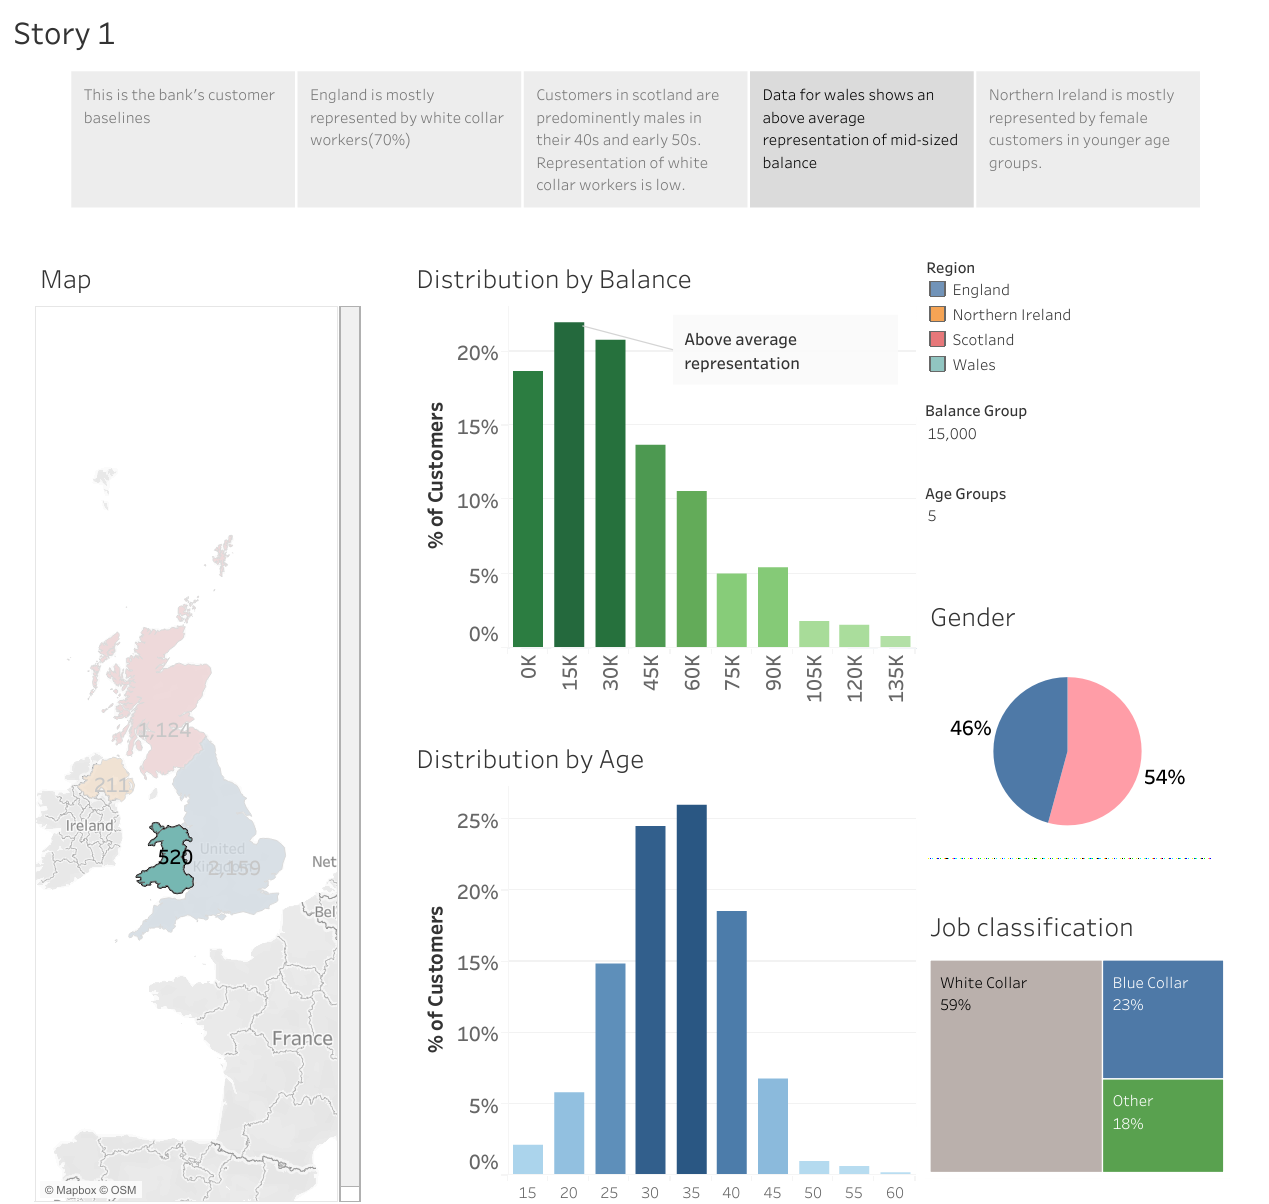 Story 1
This is the bank's customer
baselines
England is mostly
represented by white collar
workers(70%)
Customers in scotland are
predominently males in
their 40s and early 50s.
Representation of white
collar workers is low.
Data for wales shows an
above average
representation of mid-sized
balance
Northern Ireland is mostly
represented by female
customers in younger age
groups.
Map
1,124
211
Ireland
520
United
2,159
Net
Bel
France
© Mapbox © OSM
Distribution by Balance
% of Customers
20%
15%
10%
5%
0%
Above average
representation
0K
15K
30K
45K
60K
75K
90K
105K
120K
135K
Distribution by Age
% of Customers
25%
20%
15%
10%
5%
0%
15
20
25
30
35
40
45
50
55
60
Region
England
Northern Ireland
Scotland
Wales
Balance Group
15,000
Age Groups
5
Gender
46%
54%
Job classification
White Collar
59%
Blue Collar
23%
Other
18%